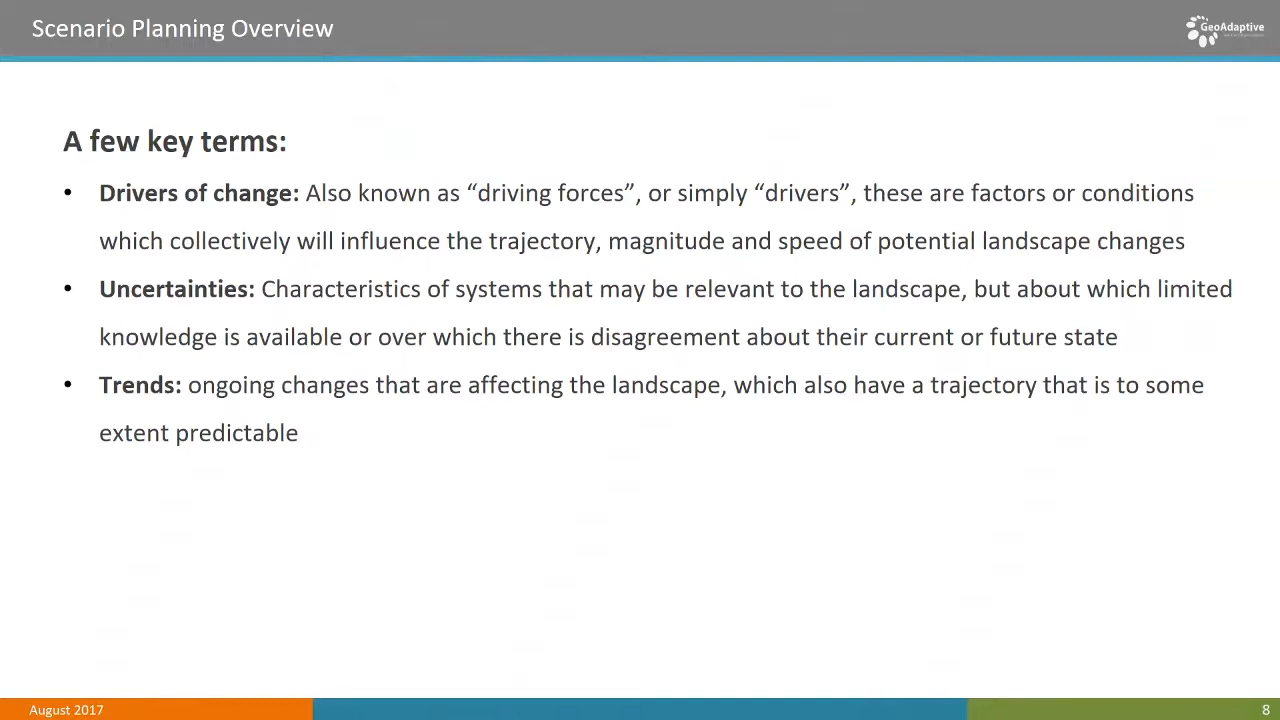 Scenario Planning Overview
GeoAdaptive
A few key terms:
• Drivers of change: Also known as “driving forces”, or simply “drivers”, these are factors or conditions
which collectively will influence the trajectory, magnitude and speed of potential landscape changes
• Uncertainties: Characteristics of systems that may be relevant to the landscape, but about which limited
knowledge is available or over which there is disagreement about their current or future state
• Trends: ongoing changes that are affecting the landscape, which also have a trajectory that is to some
extent predictable
August 2017
8